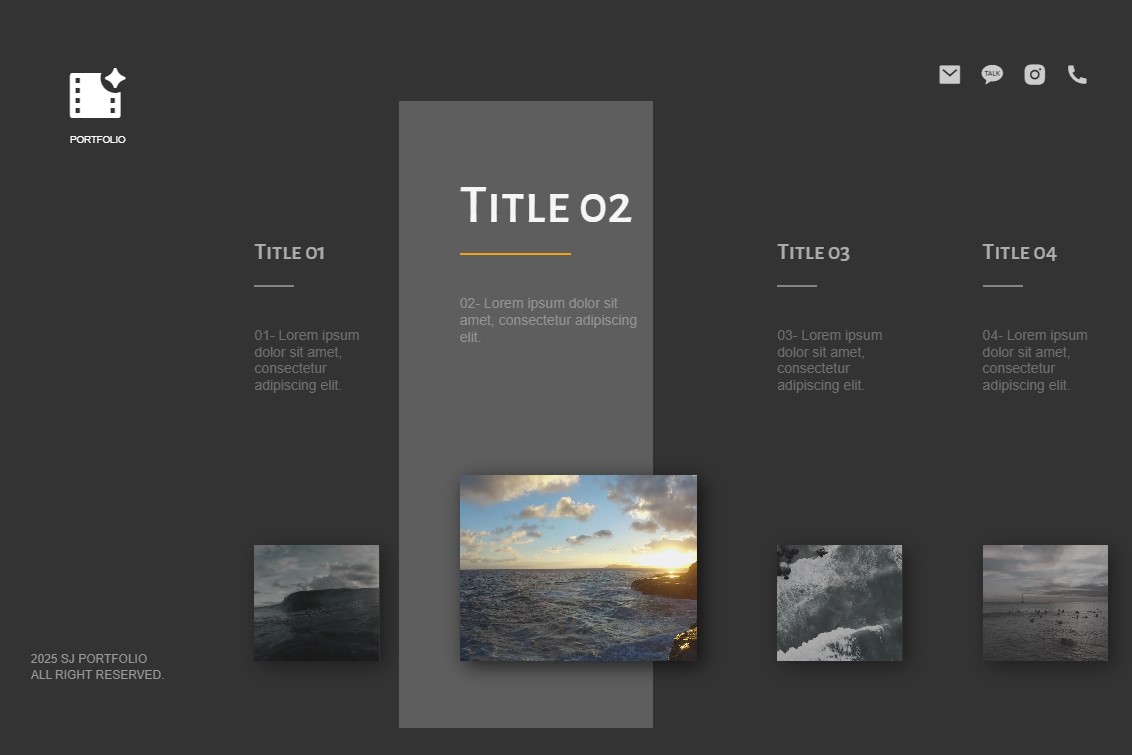 PORTFOLIO
TALK
TITLE 01
01- Lorem ipsum
dolor sit amet,
consectetur
adipiscing elit.
TITLE 02
02- Lorem ipsum dolor sit
amet, consectetur adipiscing
elit.
TITLE 03
03- Lorem ipsum
dolor sit amet,
consectetur
adipiscing elit.
TITLE 04
04- Lorem ipsum
dolor sit amet,
consectetur
adipiscing elit.
2025 SJ PORTFOLIO
ALL RIGHT RESERVED.